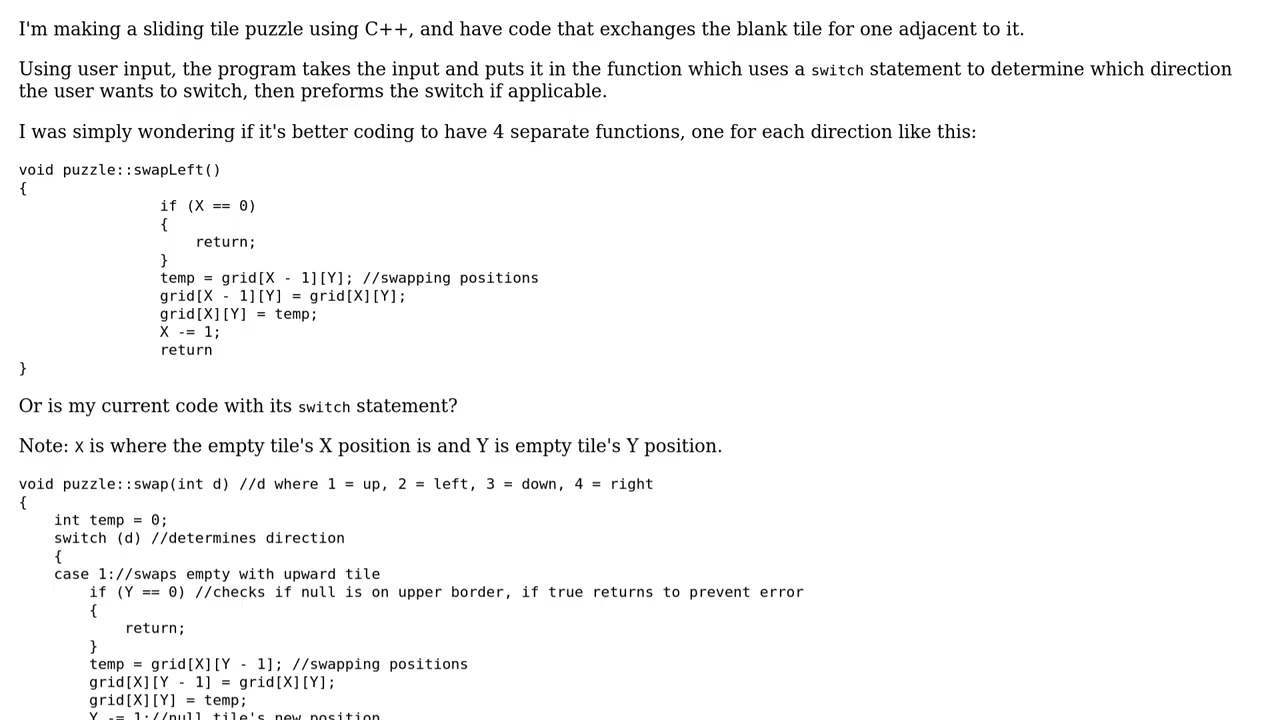 I'm making a sliding tile puzzle using C++, and have code that exchanges the blank tile for one adjacent to it.
Using user input, the program takes the input and puts it in the function which uses a switch statement to determine which direction
the user wants to switch, then preforms the switch if applicable.
I was simply wondering if it's better coding to have 4 separate functions, one for each direction like this:
void puzzle::swapLeft()
{
                if (X == 0)
                {
                    return;
                }
                temp = grid[X - 1][Y]; //swapping positions
                grid[X - 1][Y] = grid[X][Y];
                grid[X][Y] = temp;
                X -= 1;
                return
}
Or is my current code with its switch statement?
Note: X is where the empty tile's X position is and Y is empty tile's Y position.
void puzzle::swap(int d) //d where 1 = up, 2 = left, 3 = down, 4 = right
{
    int temp = 0;
    switch (d) //determines direction
    {
    case 1://swaps empty with upward tile
        if (Y == 0) //checks if null is on upper border, if true returns to prevent error
        {
            return;
        }
        temp = grid[X][Y - 1]; //swapping positions
        grid[X][Y - 1] = grid[X][Y];
        grid[X][Y] = temp;
        Y -= 1;//null tile's new position